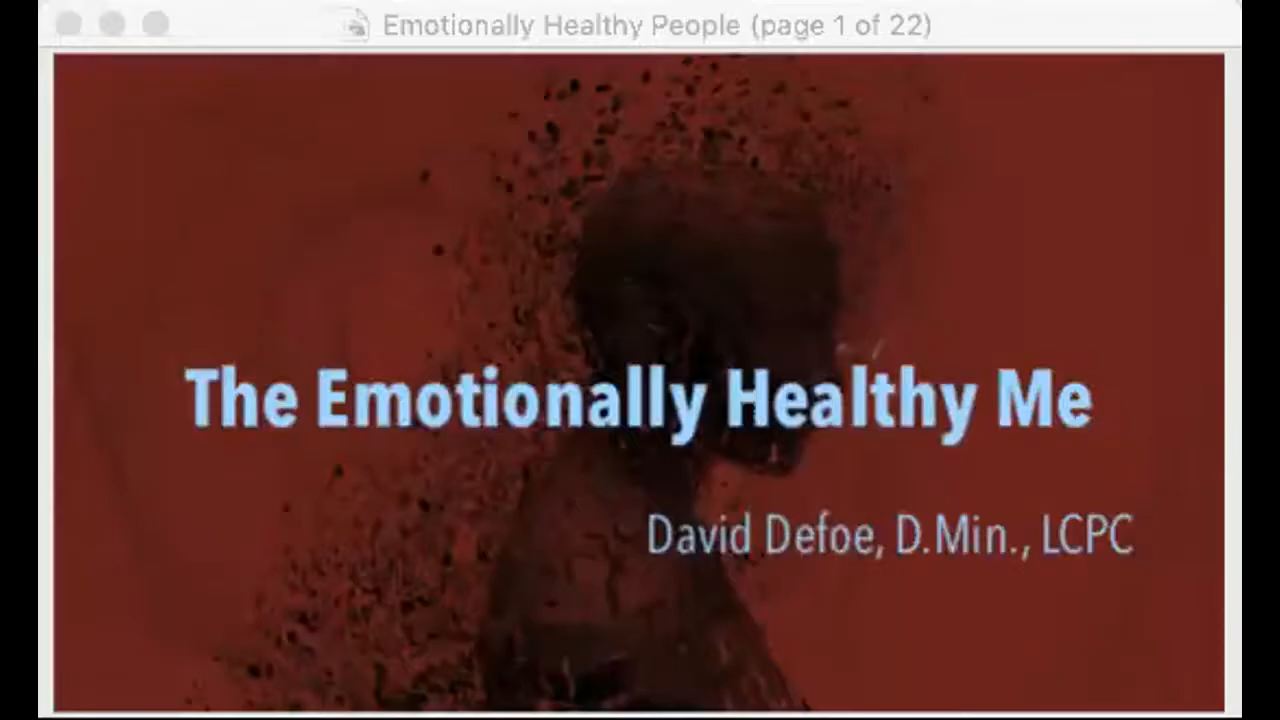 Emotionally Healthy People (page 1 of 22)
The Emotionally Healthy Me
David Defoe, D.Min., LCPC